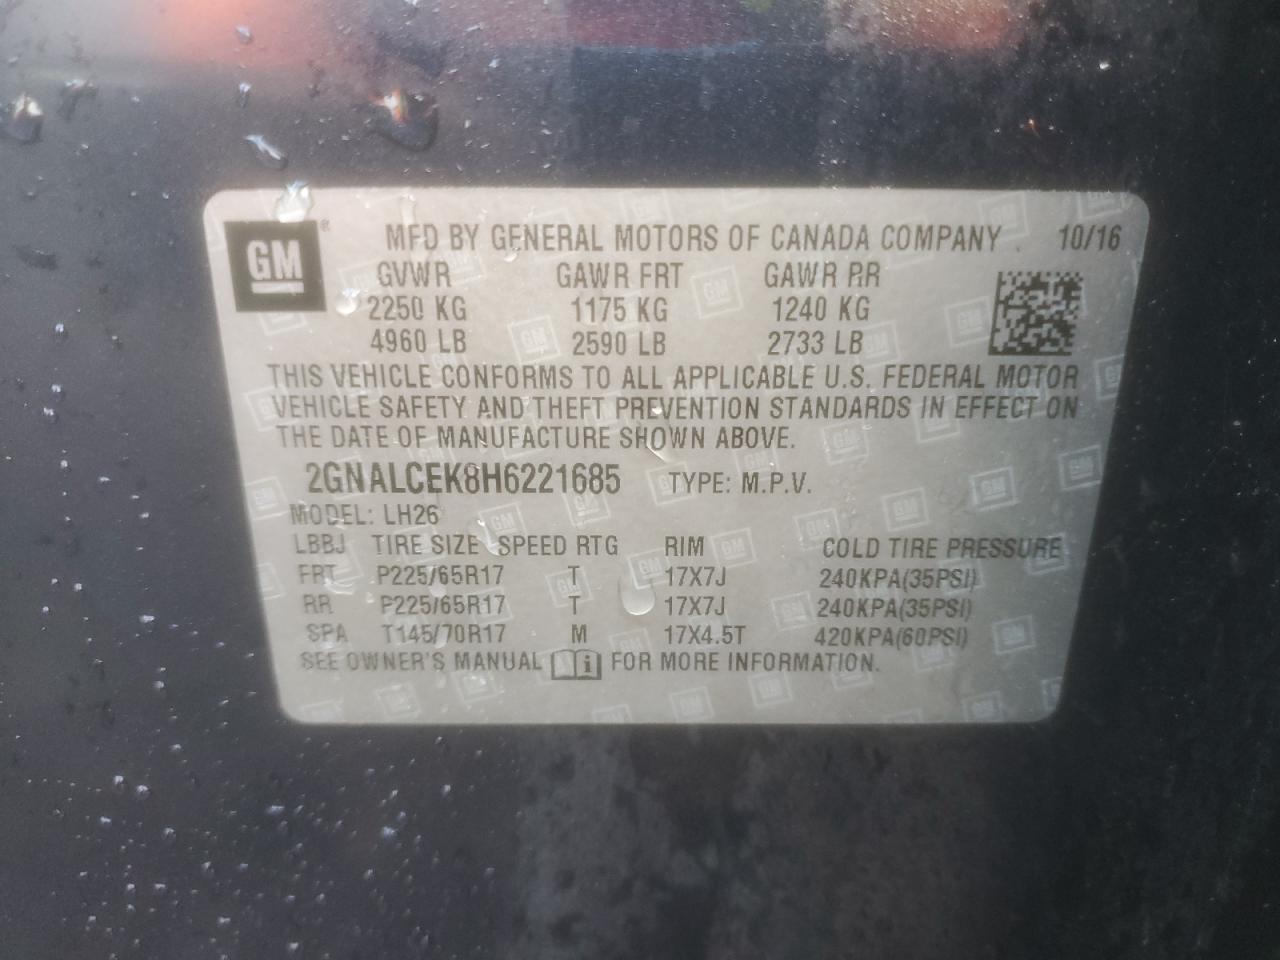 GM ®
MFD BY GENERAL MOTORS OF CANADA COMPANY 10/16
GVWR GAWR FRT GAWR RR
2250 KG 1175 KG 1240 KG
4960 LB 2590 LB 2733 LB
THIS VEHICLE CONFORMS TO ALL APPLICABLE U.S. FEDERAL MOTOR
VEHICLE SAFETY AND THEFT PREVENTION STANDARDS IN EFFECT ON
THE DATE OF MANUFACTURE SHOWN ABOVE.
2GNALCEK8H6221685 TYPE: M.P.V.
MODEL: LH26
LBBJ TIRE SIZE SPEED RTG RIM COLD TIRE PRESSURE
FRT P225/65R17 T 17X7J 240KPA(35PSI)
RR P225/65R17 T 17X7J 240KPA(35PSI)
SPA T145/70R17 M 17X4.5T 420KPA(60PSI)
SEE OWNER'S MANUAL i FOR MORE INFORMATION.